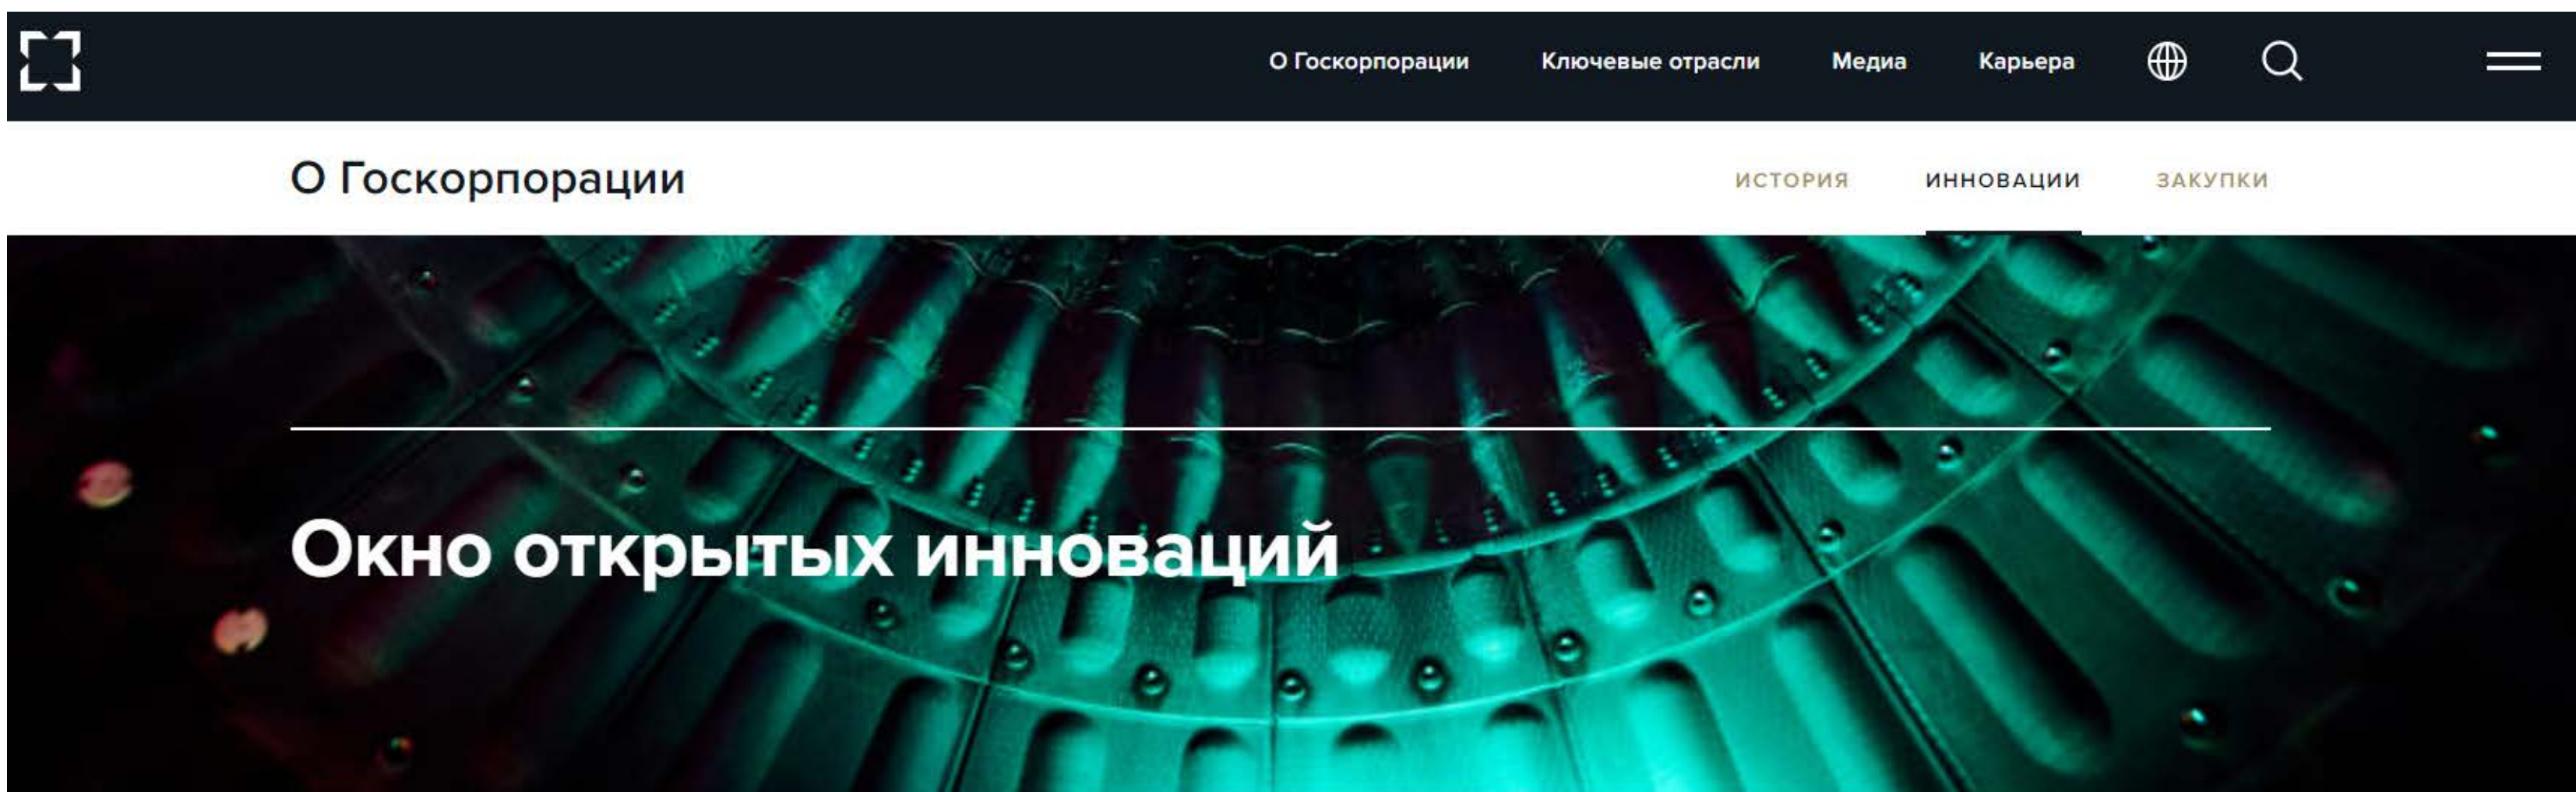 О Госкорпорации Ключевые отрасли Медиа Карьера
О Госкорпорации ИСТОРИЯ ИННОВАЦИИ ЗАКУПКИ
Окно открытых инноваций